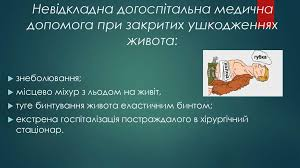 Невідкладна догоспітальна медична
допомога при закритих ушкодженнях
живота:
знеболювання;
місцево міхур з льодом на живіт,
туге бинтування живота еластичним бинтом;
екстрена госпіталізація постраждалого в хірургічний
стаціонар.
губка